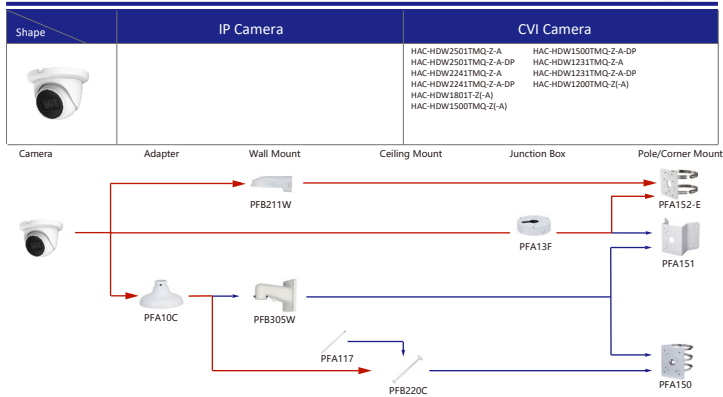 Shape
IP Camera
CVI Camera
HAC-HDW2501TMQ-Z-A
HAC-HDW2501TMQ-Z-A-DP
HAC-HDW2241TMQ-Z-A
HAC-HDW2241TMQ-Z-A-DP
HAC-HDW1801T-Z(-A)
HAC-HDW1500TMQ-Z(-A)
HAC-HDW1500TMQ-Z-A-DP
HAC-HDW1231TMQ-Z-A
HAC-HDW1231TMQ-Z-A-DP
HAC-HDW1200TMQ-Z(-A)
Camera
Adapter
Wall Mount
Ceiling Mount
Junction Box
Pole/Corner Mount
PFB211W
PFA152-E
PFA13F
PFA151
PFA10C
PFB305W
PFA117
PFB220C
PFA150